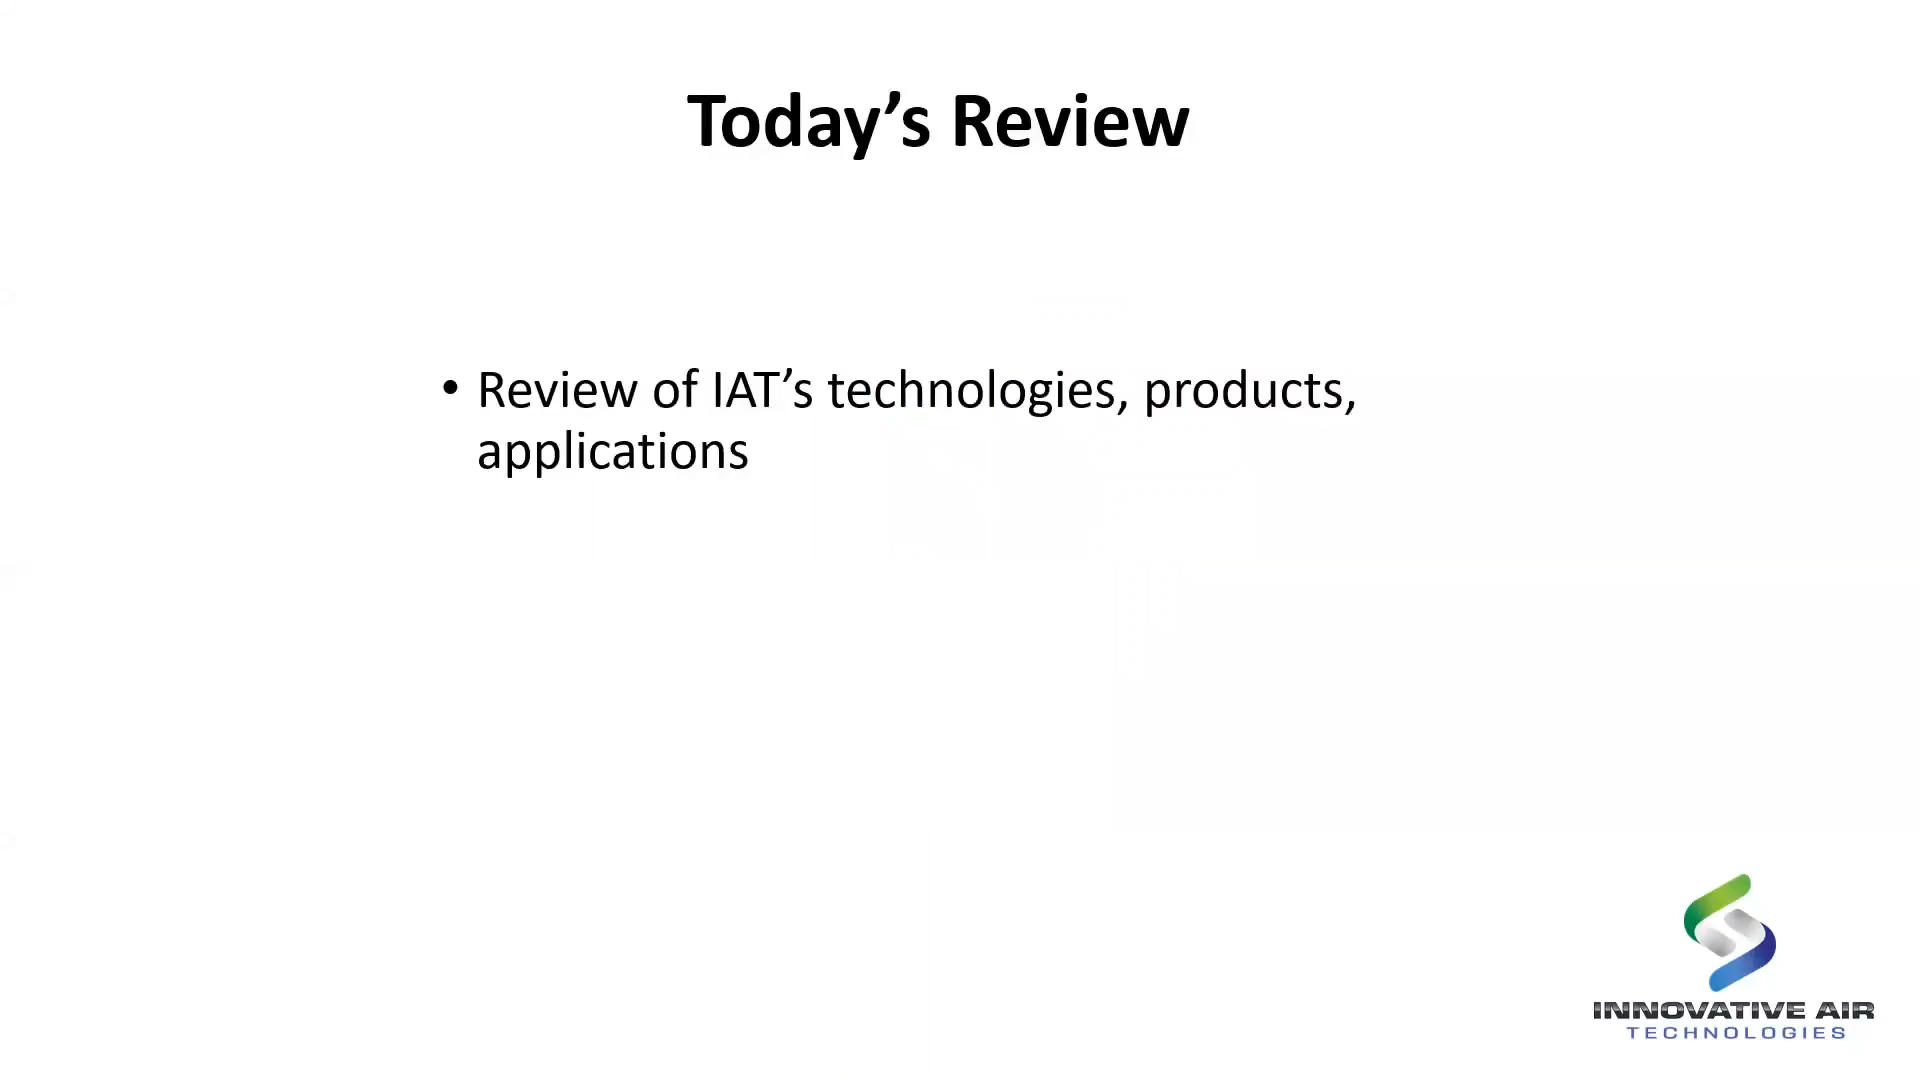 Today’s Review
• Review of IAT’s technologies, products,
applications
INNOVATIVE AIR
TECHNOLOGIES